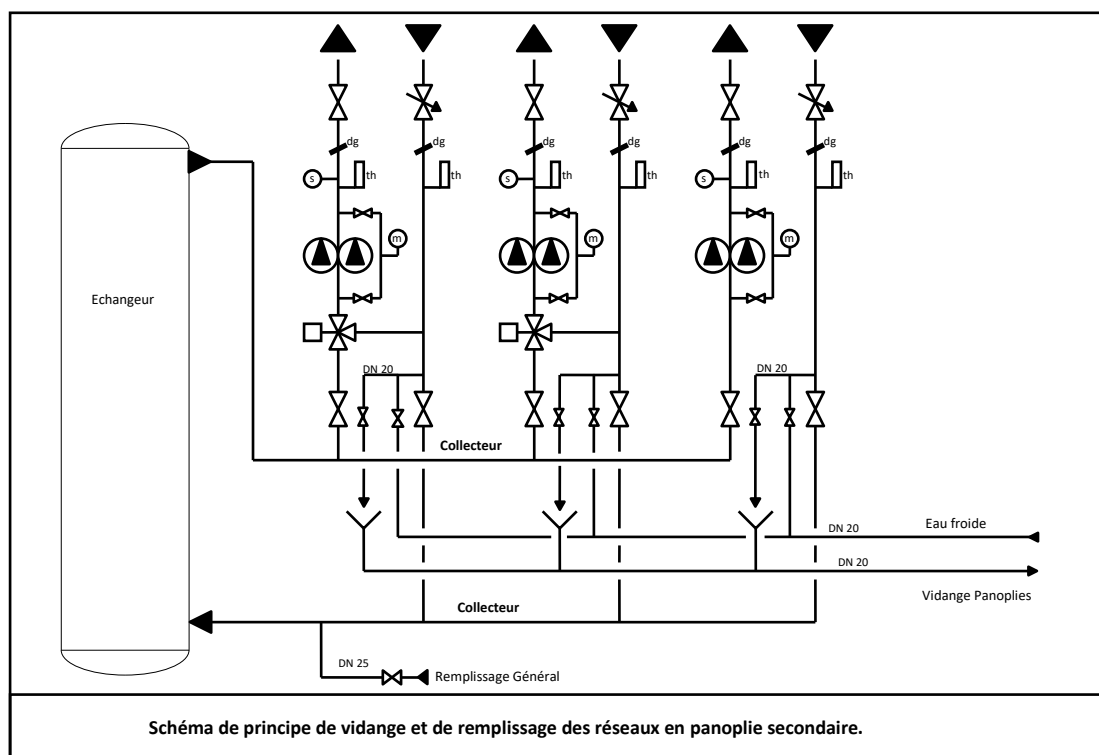 dg dg dg dg dg dg
s th th s th th s th th
m m m
Echangeur
DN 20 DN 20
Collecteur
Eau froide
DN 20
DN 20
Vidange Panoplies
Collecteur
DN 25
Remplissage Général
Schéma de principe de vidange et de remplissage des réseaux en panoplie secondaire.